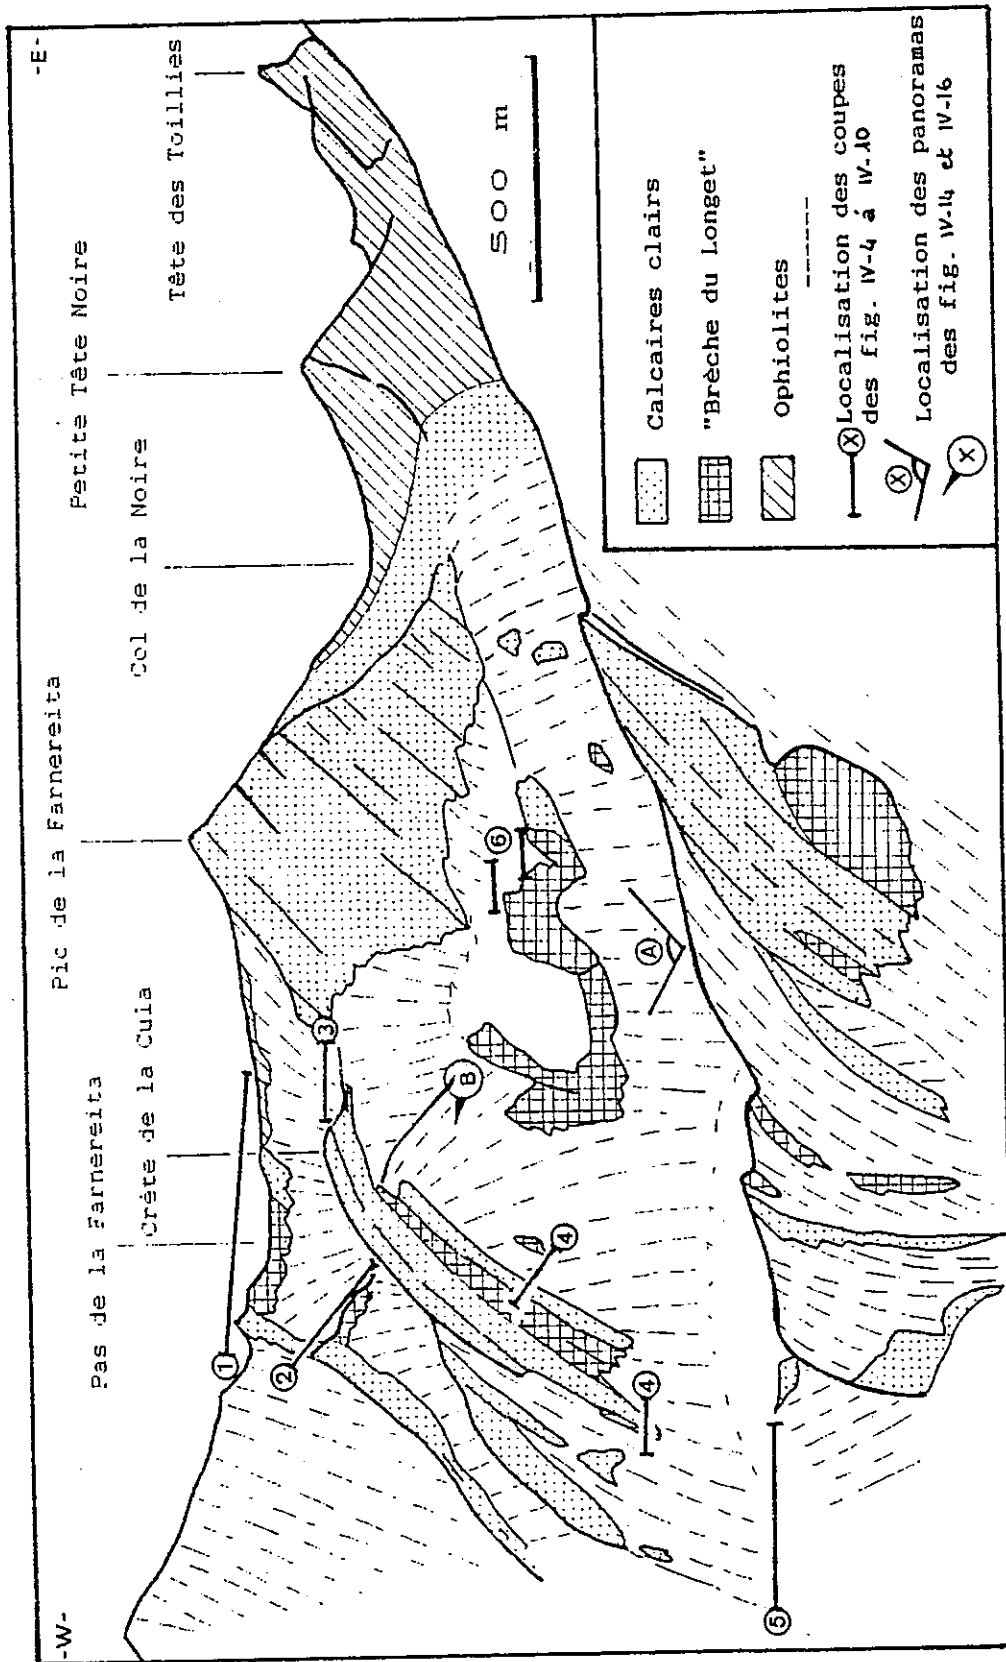 -W-
-E-
Pas de la Farnereita
Crête de la Cuia
Pic de la Farnereita
Col de la Noire
Petite Tête Noire
Tête des Toillies
1
2
3
4
4
5
6
A
B
500 m
Calcaires clairs
"Brèche du Longet"
Ophiolites
X Localisation des coupes
des fig. IV-4 à IV-10
X
Localisation des panoramas
des fig. IV-14 et IV-16
X